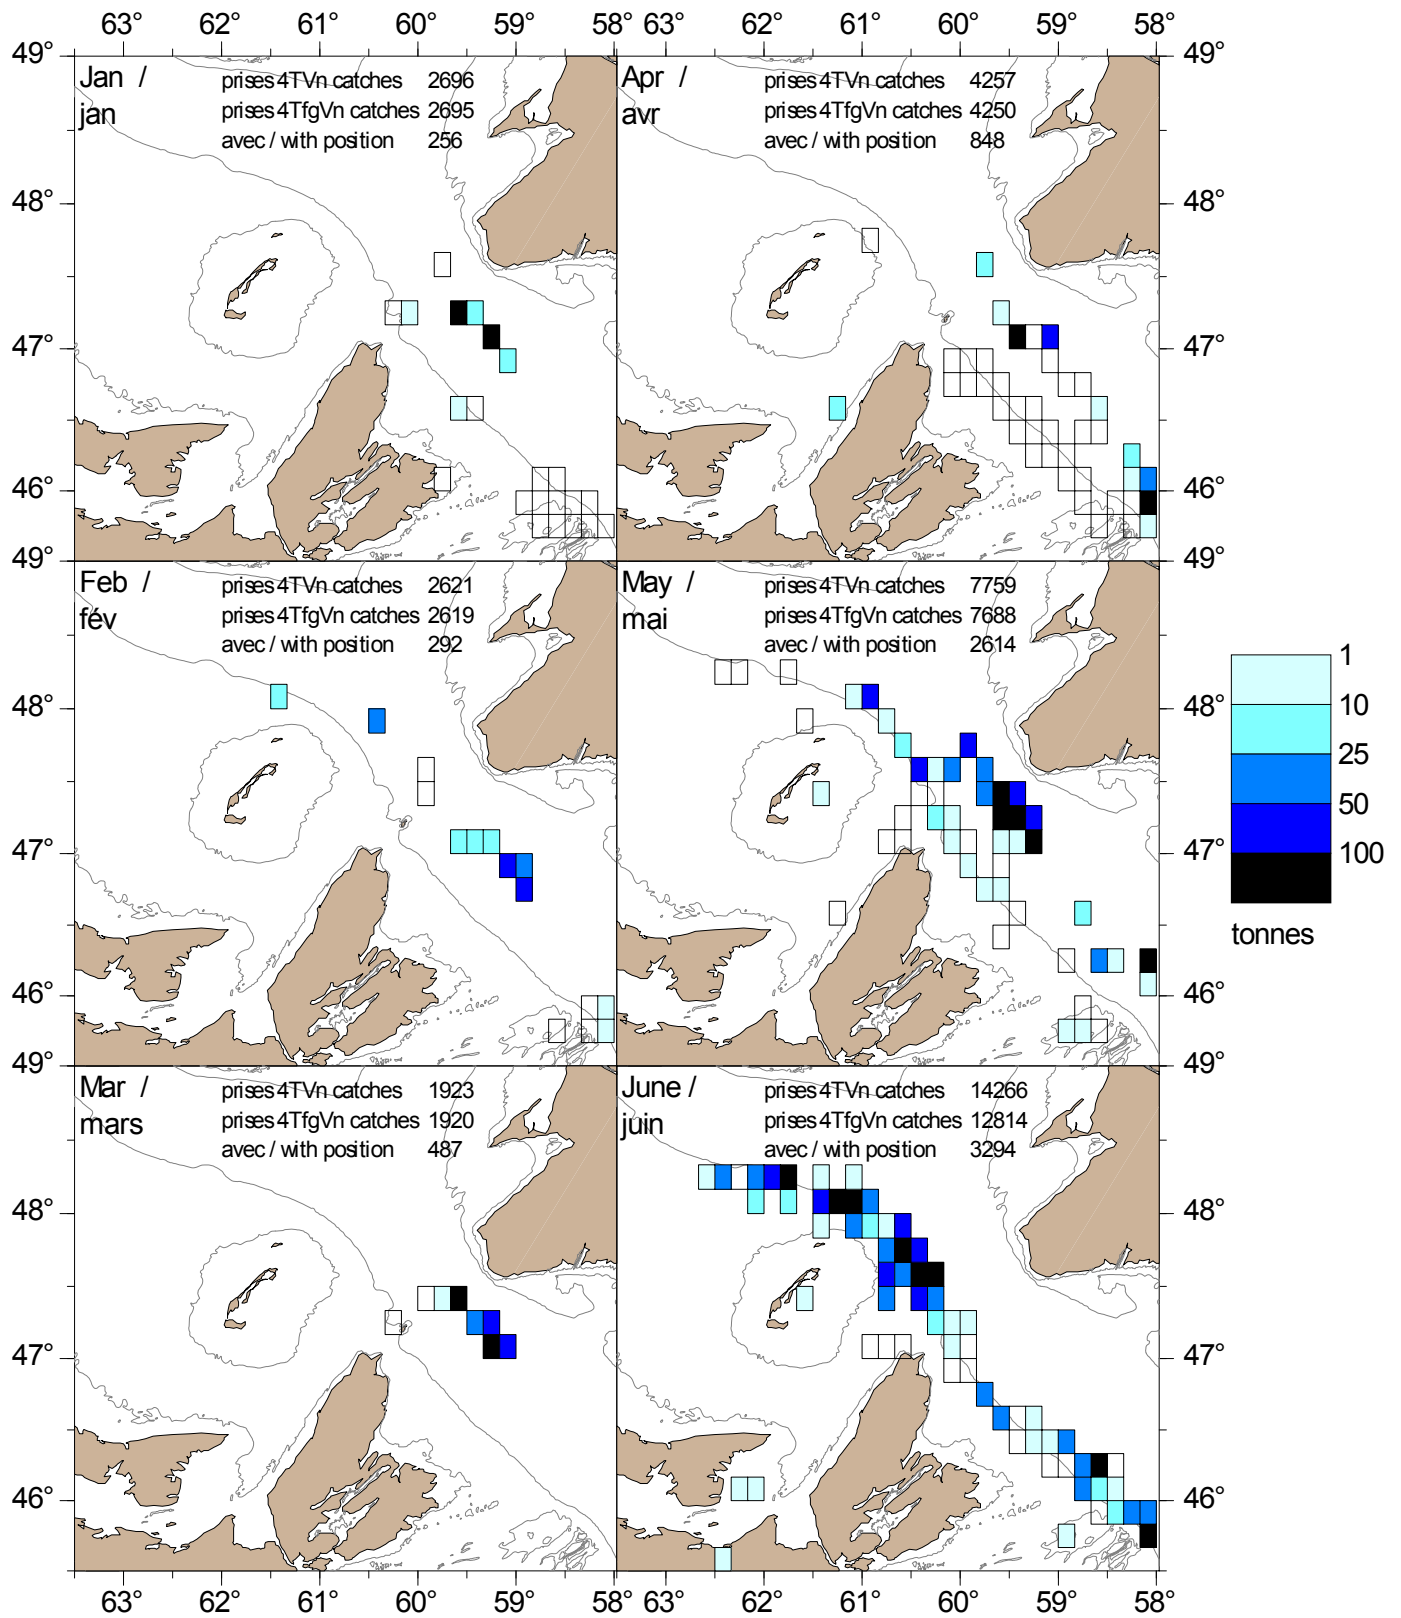 63° 62° 61° 60° 59° 58° 63° 62° 61° 60° 59° 58°
49° 49°
Jan / prises 4TVn catches 2696
jan prises 4TfgVn catches 2695
avec / with position 256
Apr / prises 4TVn catches 4257
avr prises 4TfgVn catches 4250
avec / with position 848
48° 48°
47° 47°
46° 46°
49° 49°
Feb / prises 4TVn catches 2621
fév prises 4TfgVn catches 2619
avec / with position 292
May / prises 4TVn catches 7759
mai prises 4TfgVn catches 7688
avec / with position 2614
48° 48°
47° 47°
46° 46°
49° 49°
1
10
25
50
100
tonnes
Mar / prises 4TVn catches 1923
mars prises 4TfgVn catches 1920
avec / with position 487
June / prises 4TVn catches 14266
juin prises 4TfgVn catches 12814
avec / with position 3294
48° 48°
47° 47°
46° 46°
63° 62° 61° 60° 59° 58° 63° 62° 61° 60° 59° 58°